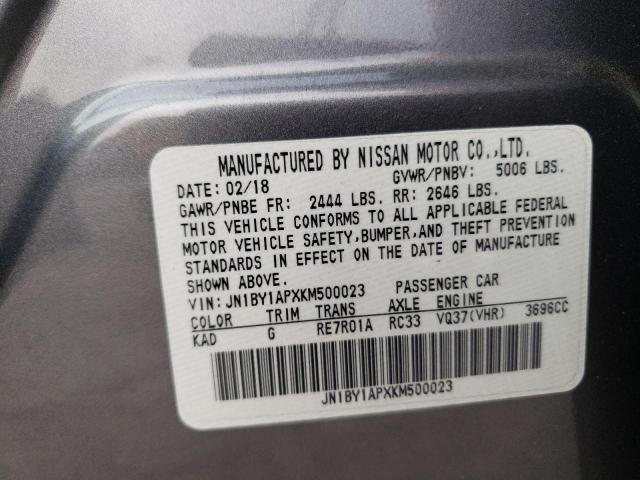 MANUFACTURED BY NISSAN MOTOR CO.,LTD.
DATE: 02/18 GVWR/PNBV: 5006 LBS.
GAWR/PNBE FR: 2444 LBS. RR: 2646 LBS.
THIS VEHICLE CONFORMS TO ALL APPLICABLE FEDERAL
MOTOR VEHICLE SAFETY,BUMPER,AND THEFT PREVENTION
STANDARDS IN EFFECT ON THE DATE OF MANUFACTURE
SHOWN ABOVE.
VIN: JN1BY1APXKM500023 PASSENGER CAR
COLOR TRIM TRANS AXLE ENGINE
KAD G RE7R01A RC33 VQ37(VHR) 3696CC
JN1BY1APXKM500023